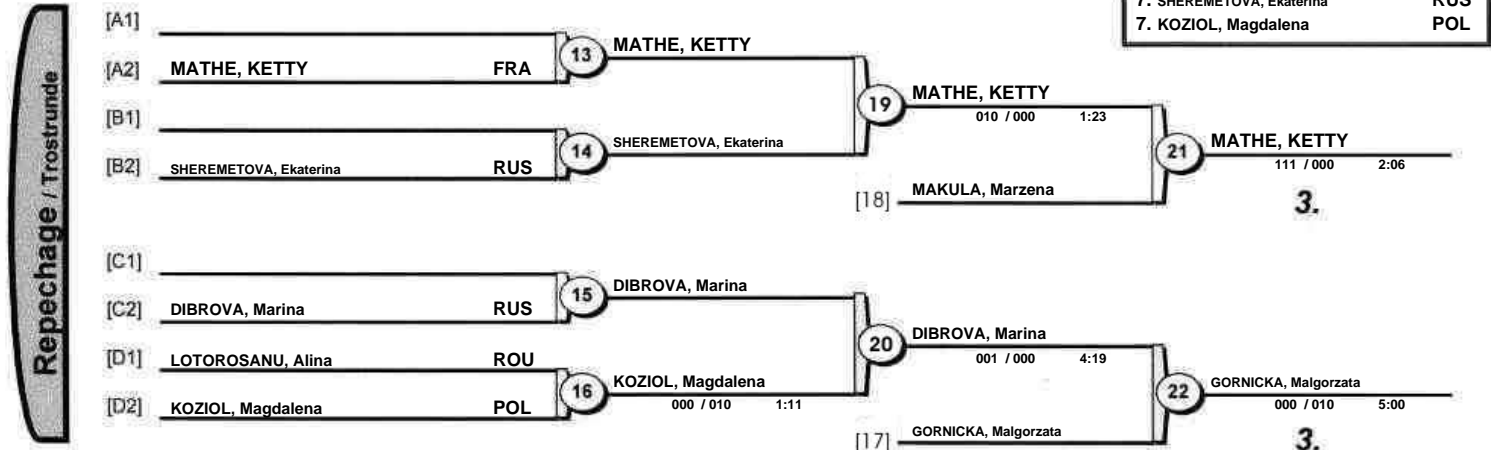 7. SHEREMETOVA, Ekaterina RUS
7. KOZIOL, Magdalena POL
Repechage / Trostrunde
[A1]
[A2] MATHE, KETTY FRA
13 MATHE, KETTY
[B1]
[B2] SHEREMETOVA, Ekaterina RUS
14 SHEREMETOVA, Ekaterina
19 MATHE, KETTY
010 / 000 1:23
[18] MAKULA, Marzena
21 MATHE, KETTY
111 / 000 2:06
3.
[C1]
[C2] DIBROVA, Marina RUS
15 DIBROVA, Marina
[D1] LOTOROSANU, Alina ROU
[D2] KOZIOL, Magdalena POL
16 KOZIOL, Magdalena
000 / 010 1:11
20 DIBROVA, Marina
001 / 000 4:19
[17] GORNICKA, Malgorzata
22 GORNICKA, Malgorzata
000 / 010 5:00
3.